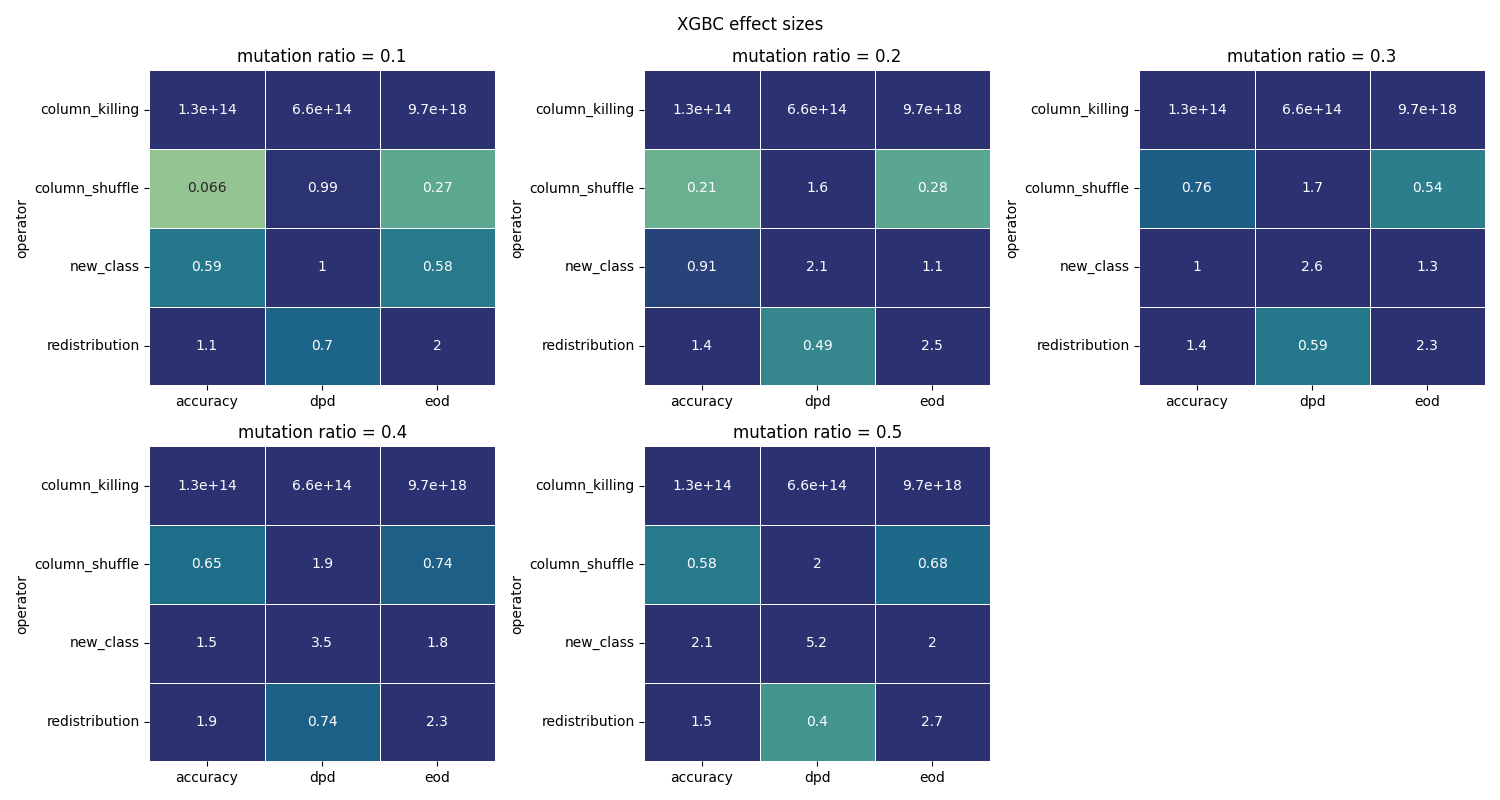 XGBC effect sizes
mutation ratio = 0.1
operator
column_killing 1.3e+14 6.6e+14 9.7e+18
column_shuffle 0.066 0.99 0.27
new_class 0.59 1 0.58
redistribution 1.1 0.7 2
accuracy dpd eod
mutation ratio = 0.2
operator
column_killing 1.3e+14 6.6e+14 9.7e+18
column_shuffle 0.21 1.6 0.28
new_class 0.91 2.1 1.1
redistribution 1.4 0.49 2.5
accuracy dpd eod
mutation ratio = 0.3
operator
column_killing 1.3e+14 6.6e+14 9.7e+18
column_shuffle 0.76 1.7 0.54
new_class 1 2.6 1.3
redistribution 1.4 0.59 2.3
accuracy dpd eod
mutation ratio = 0.4
operator
column_killing 1.3e+14 6.6e+14 9.7e+18
column_shuffle 0.65 1.9 0.74
new_class 1.5 3.5 1.8
redistribution 1.9 0.74 2.3
accuracy dpd eod
mutation ratio = 0.5
operator
column_killing 1.3e+14 6.6e+14 9.7e+18
column_shuffle 0.58 2 0.68
new_class 2.1 5.2 2
redistribution 1.5 0.4 2.7
accuracy dpd eod